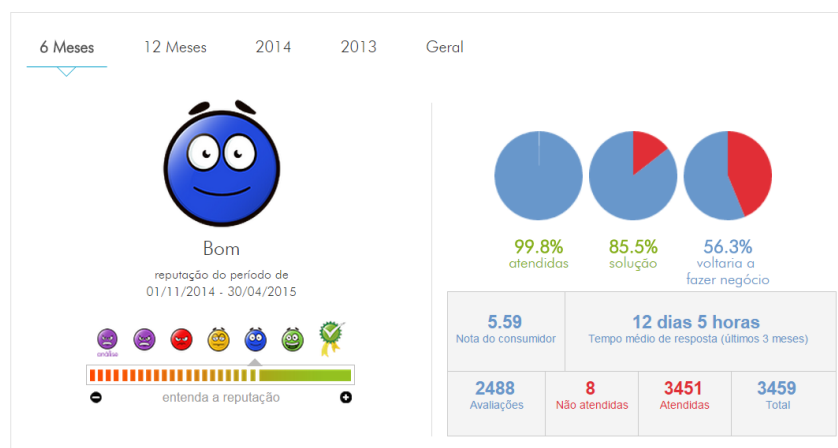 6 Meses
12 Meses
2014
2013
Geral
Bom
reputação do período de
01/11/2014 - 30/04/2015
análise
entenda a reputação
99.8%
atendidas
85.5%
solução
56.3%
voltaria a
fazer negócio
5.59
Nota do consumidor
12 dias 5 horas
Tempo médio de resposta (últimos 3 meses)
2488
Avaliações
8
Não atendidas
3451
Atendidas
3459
Total